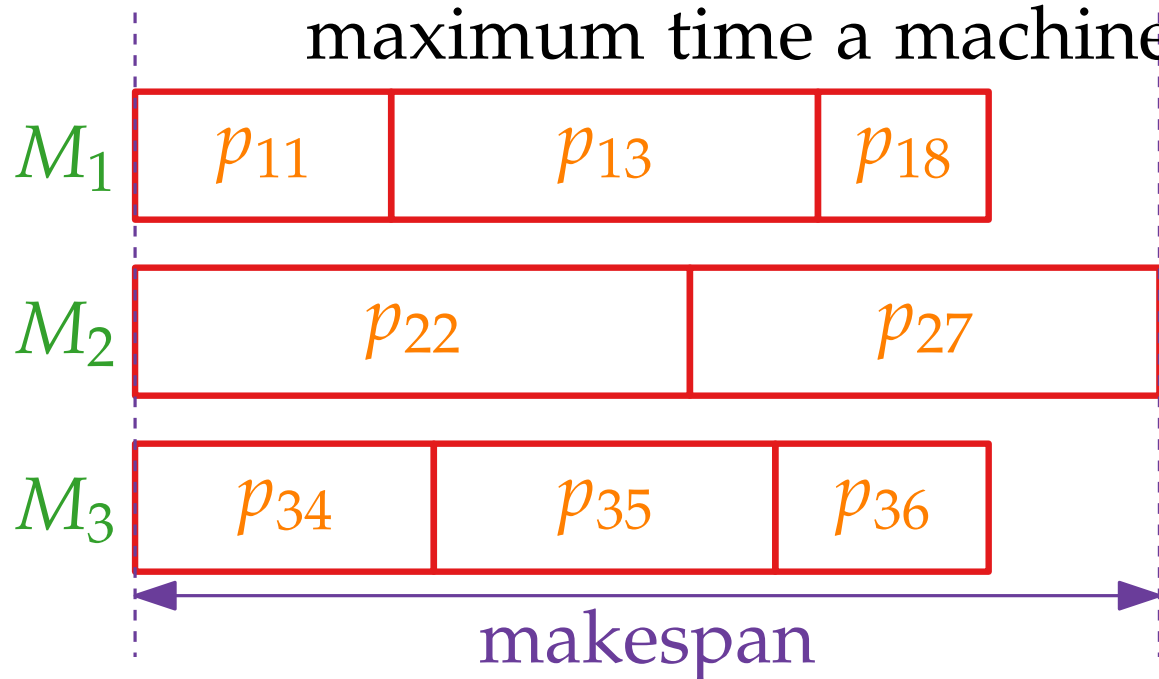 maximum time a machine
M₁ p₁₁ p₁₃ p₁₈
M₂ p₂₂ p₂₇
M₃ p₃₄ p₃₅ p₃₆
makespan